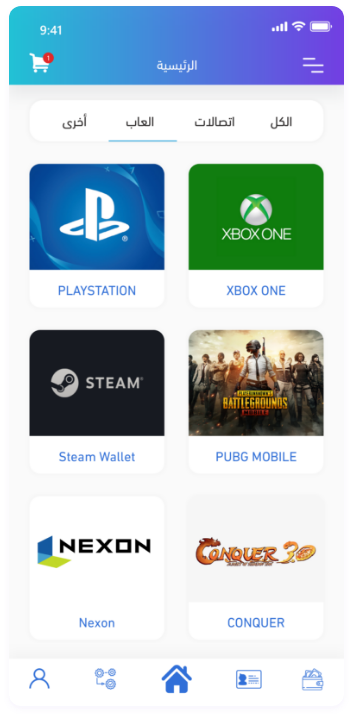 9:41
1
الرئيسية
الكل
اتصالات
العاب
أخرى
XBOX ONE
XBOX ONE
PLAYSTATION
PLAYERUNKNOWN'S
BATTLEGROUNDS
MOBILE
PUBG MOBILE
STEAM
Steam Wallet
CONQUER 3.0
CONQUER
NEXON
Nexon